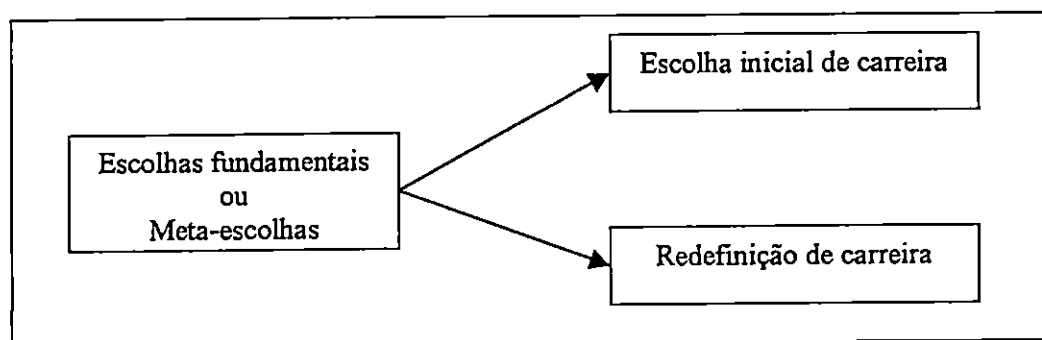 Escolha inicial de carreira
Escolhas fundamentais
ou
Meta-escolhas
Redefinição de carreira